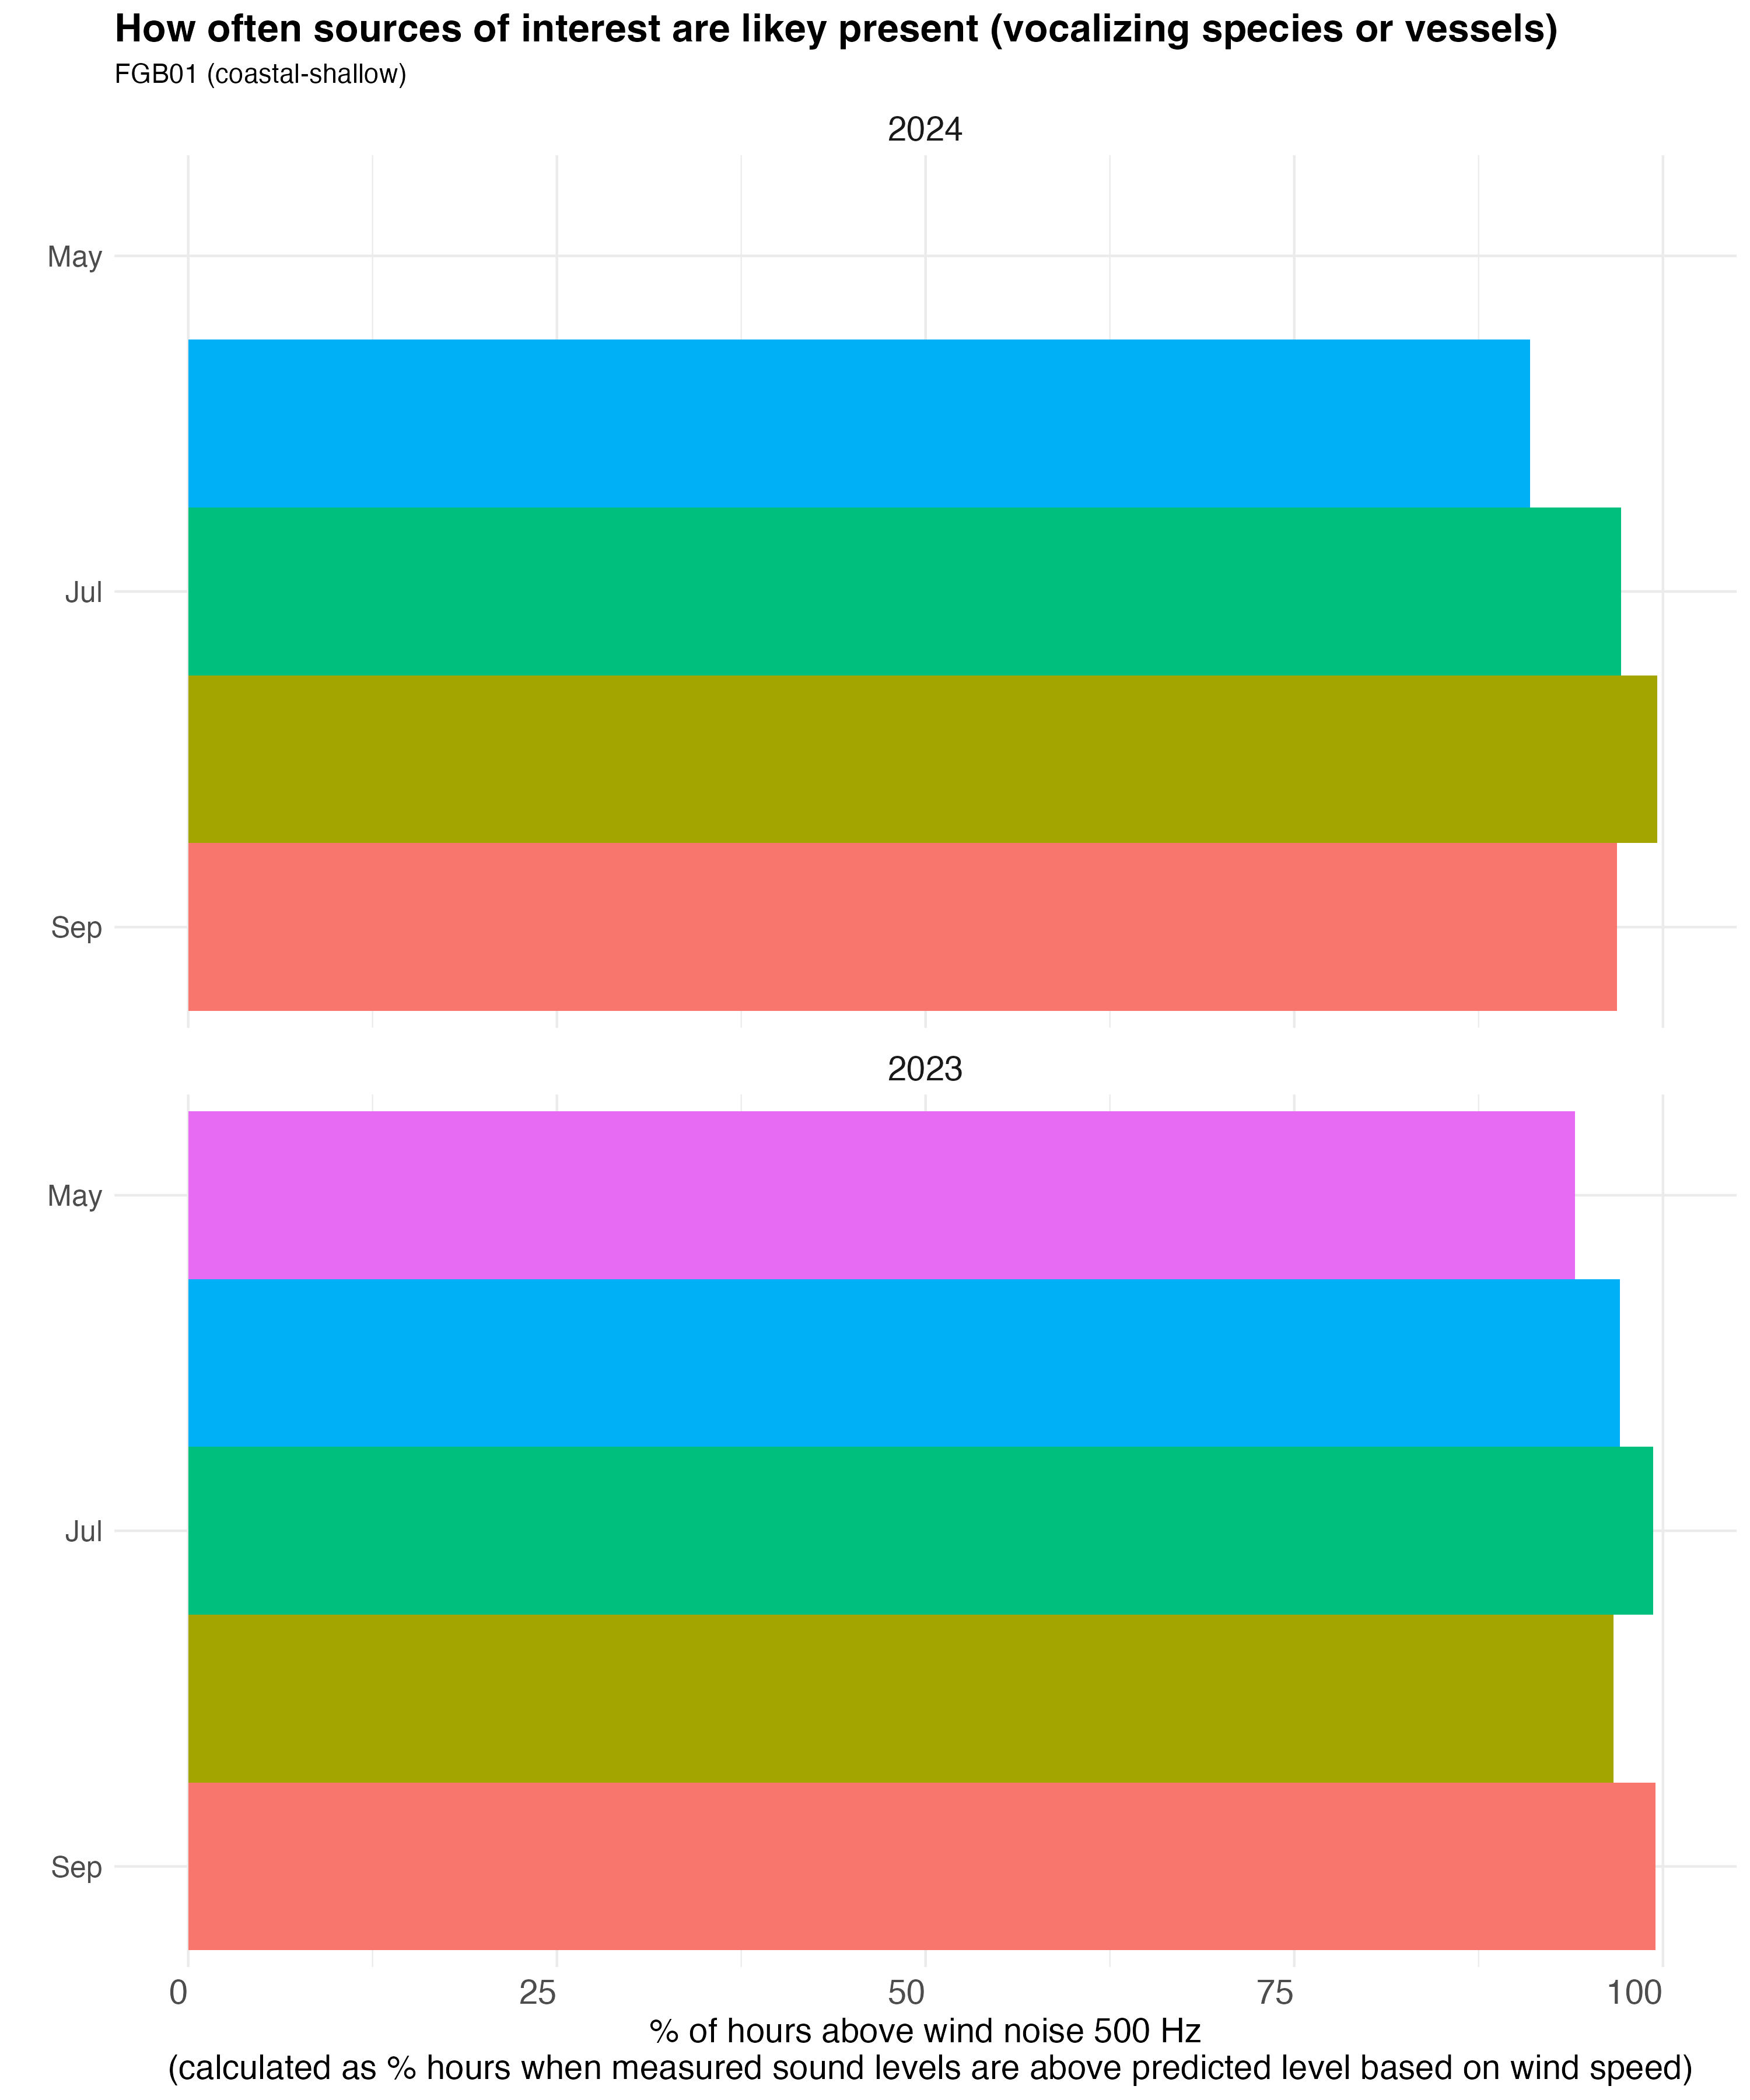 How often sources of interest are likey present (vocalizing species or vessels)
FGB01 (coastal-shallow)
2024
May
Jul
Sep
2023
May
Jul
Sep
0 25 50 75 100
% of hours above wind noise 500 Hz
(calculated as % hours when measured sound levels are above predicted level based on wind speed)